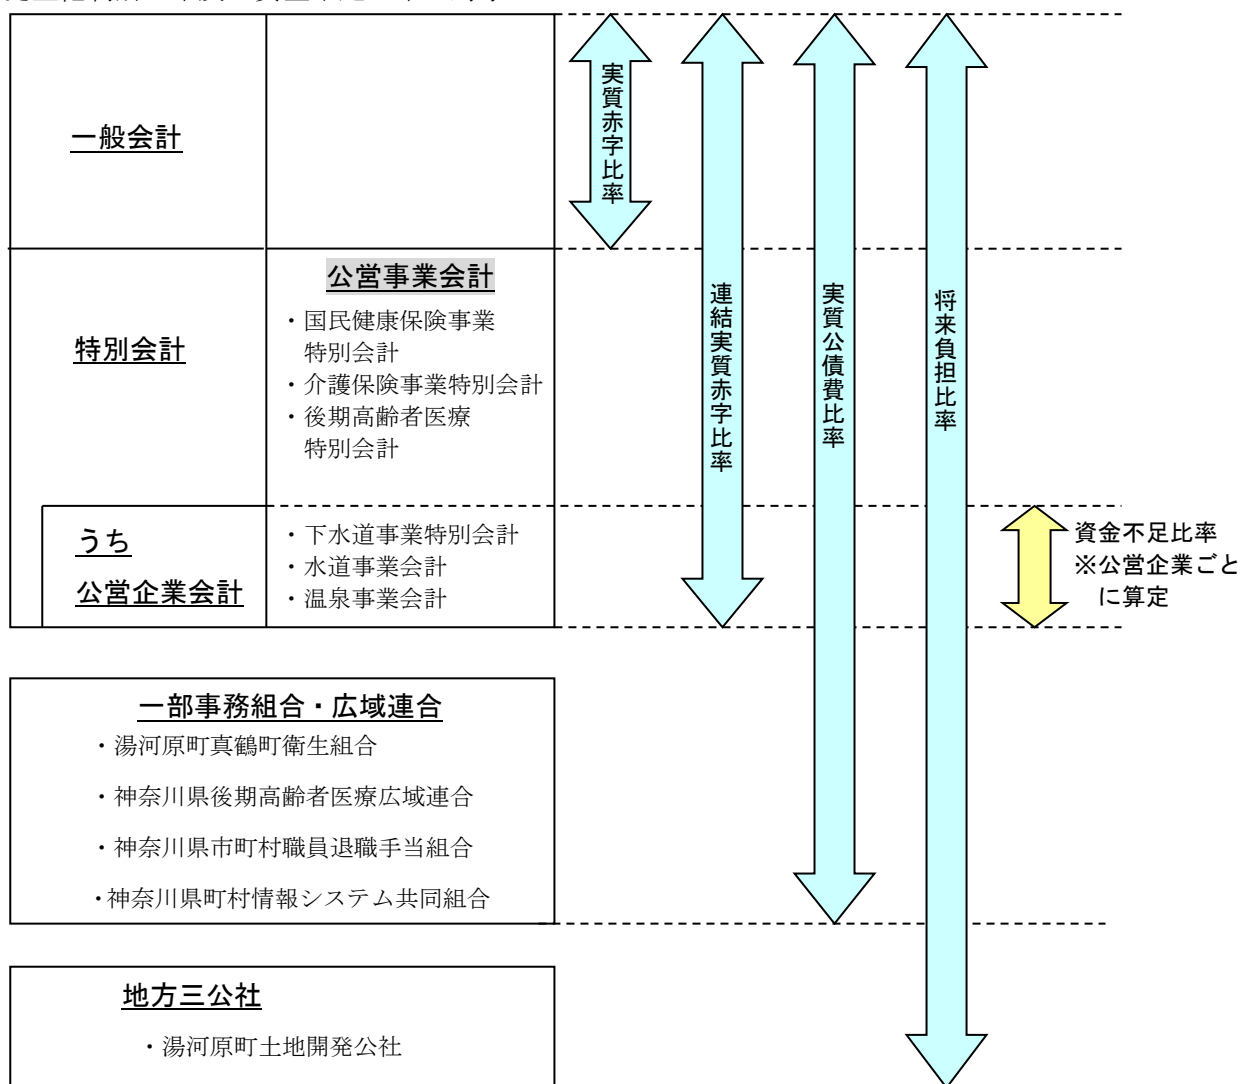 一般会計
実質赤字比率
連結実質赤字比率
実質公債費比率
将来負担比率
特別会計
公営事業会計
・国民健康保険事業
特別会計
・介護保険事業特別会計
・後期高齢者医療
特別会計
うち
公営企業会計
・下水道事業特別会計
・水道事業会計
・温泉事業会計
資金不足比率
※公営企業ごと
に算定
一部事務組合・広域連合
・湯河原町真鶴町衛生組合
・神奈川県後期高齢者医療広域連合
・神奈川県市町村職員退職手当組合
・神奈川県町村情報システム共同組合
地方三公社
・湯河原町土地開発公社